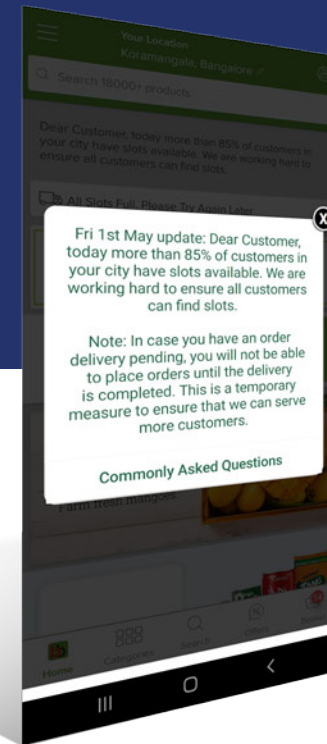 Your Location
Koramangala, Bangalore
Search 18000+ products
Dear Customer, today more than 85% of customers in
your city have slots available. We are working hard to
ensure all customers can find slots.
All Slots Full. Please Try Again Later
X
Fri 1st May update: Dear Customer,
today more than 85% of customers in
your city have slots available. We are
working hard to ensure all customers
can find slots.
Note: In case you have an order
delivery pending, you will not be able
to place orders until the delivery
is completed. This is a temporary
measure to ensure that we can serve
more customers.
Commonly Asked Questions
Farm fresh mangoes
Home
Categories
Search
Offers